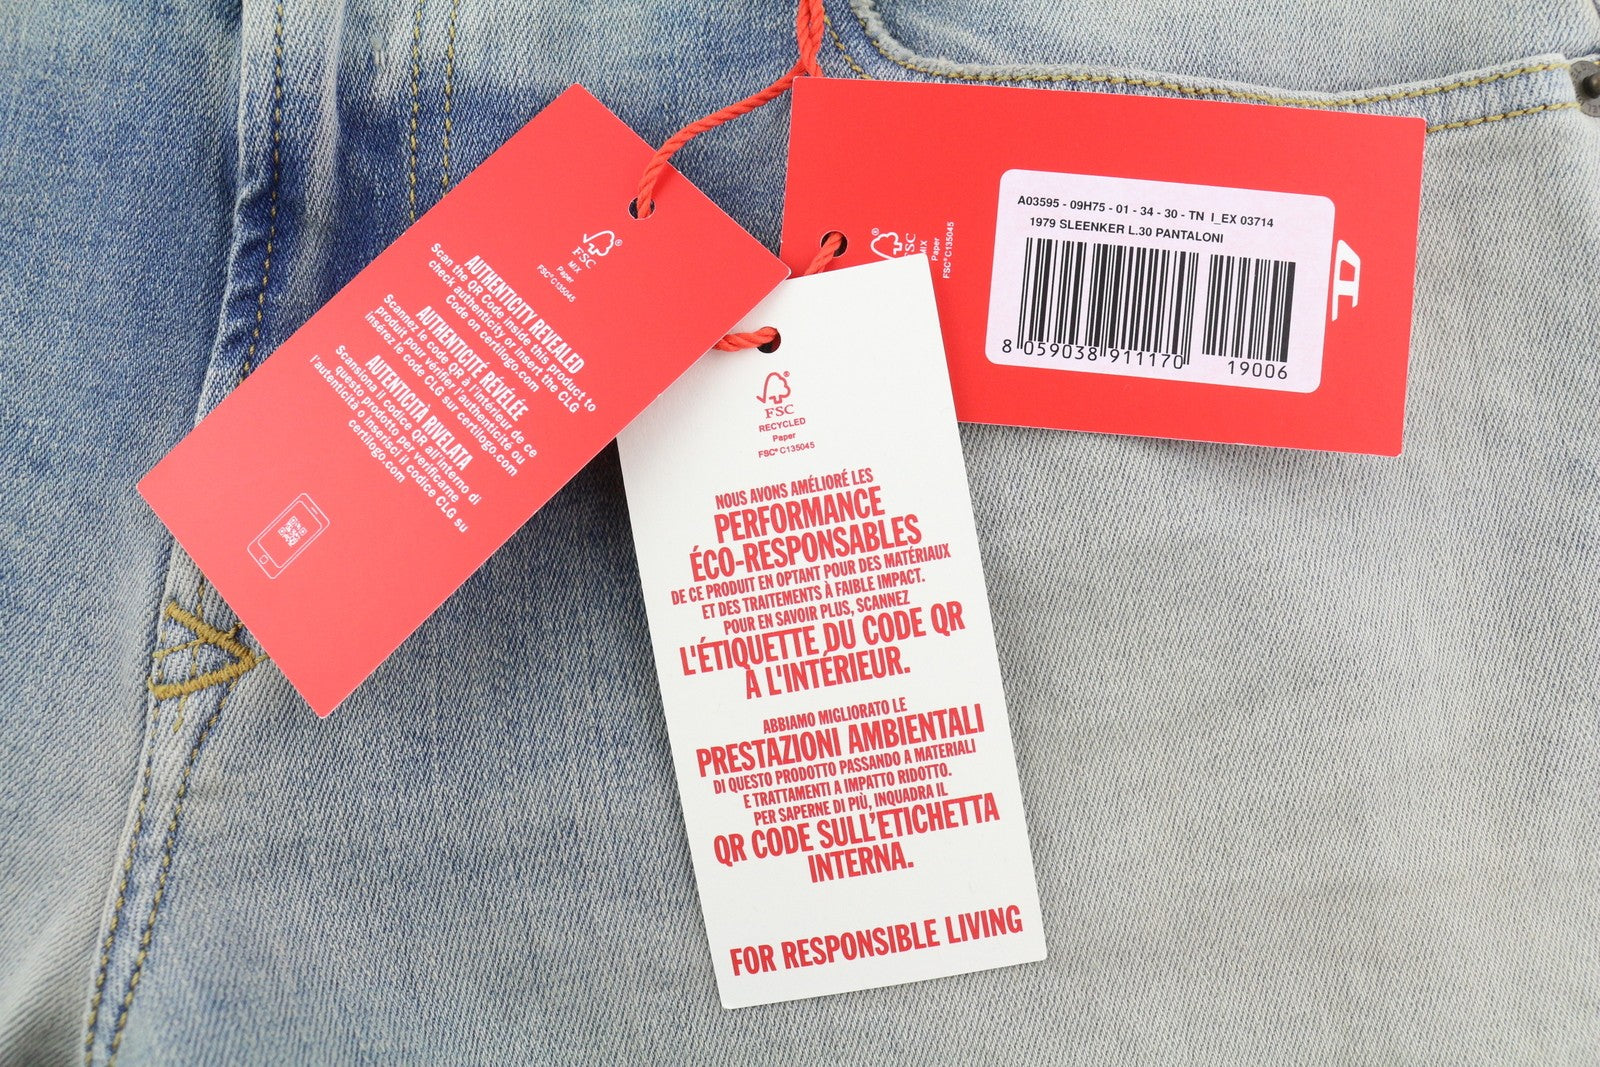 FSC®
MIX
Paper
FSC® C135045
AUTHENTICITY REVEALED
Scan the QR Code inside this product to
check authenticity or insert the CLG
Code on certilogo.com
AUTHENTICITÉ RÉVÉLÉE
Scannez le code QR à l'intérieur de ce
produit pour vérifier l'authenticité ou
insérez le code CLG sur certilogo.com
AUTENTICITÀ RIVELATA
Scansiona il codice QR all'interno di
questo prodotto per verificarne
l'autenticità o inserisci il codice CLG su
certilogo.com
FSC
RECYCLED
Paper
FSC® C135045
NOUS AVONS AMÉLIORÉ LES
PERFORMANCE
ÉCO-RESPONSABLES
DE CE PRODUIT EN OPTANT POUR DES MATÉRIAUX
ET DES TRAITEMENTS À FAIBLE IMPACT.
POUR EN SAVOIR PLUS, SCANNEZ
L'ÉTIQUETTE DU CODE QR
À L'INTÉRIEUR.
ABBIAMO MIGLIORATO LE
PRESTAZIONI AMBIENTALI
DI QUESTO PRODOTTO PASSANDO A MATERIALI
E TRATTAMENTI A IMPATTO RIDOTTO.
PER SAPERNE DI PIÙ, INQUADRA IL
QR CODE SULL'ETICHETTA
INTERNA.
FOR RESPONSIBLE LIVING
FSC
MIX
Paper
FSC® C135045
A03595 - 09H75 - 01 - 34 - 30 - TN I_EX 03714
1979 SLEENKER L.30 PANTALONI
8 059038 911170
19006
D